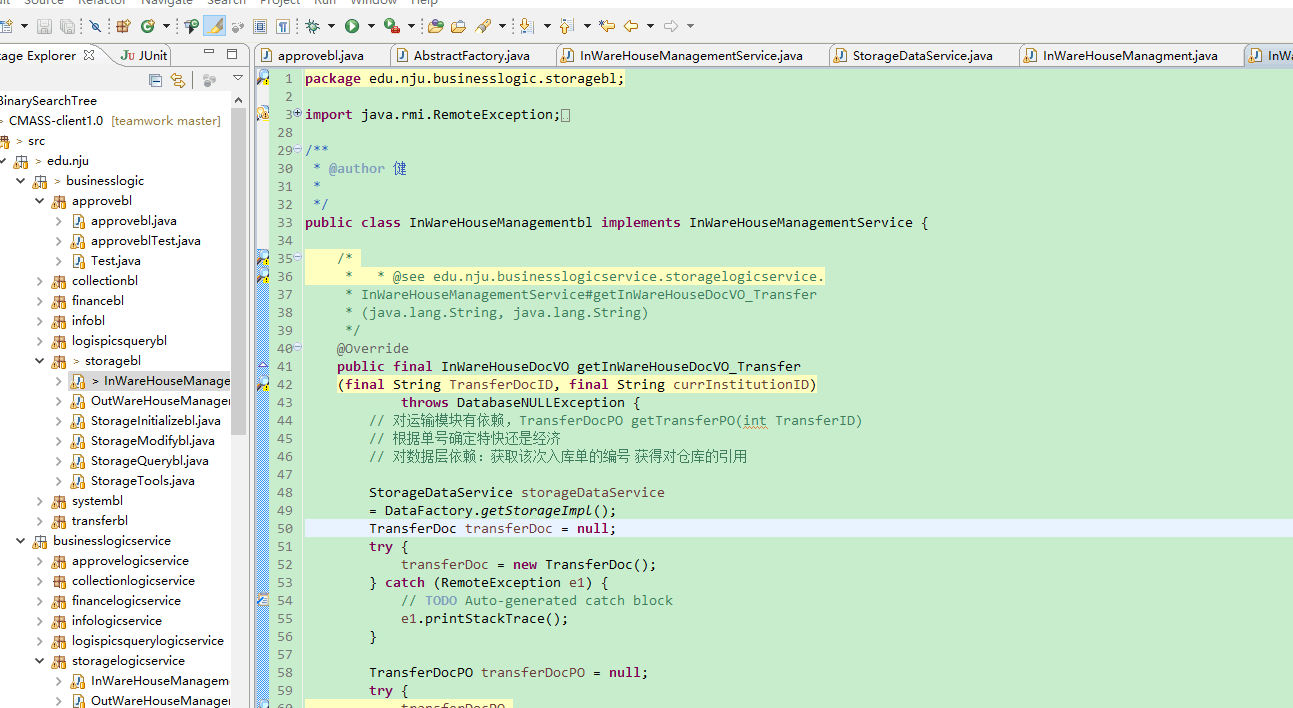 Source Refactor Navigate Search Project Run Window Help
age Explorer
JUnit
approvebl.java
AbstractFactory.java
InWareHouseManagementService.java
StorageDataService.java
InWareHouseManagment.java
InWa
BinarySearchTree
> CMASS-client1.0 [teamwork master]
> src
> edu.nju
> businesslogic
approvebl
approvebl.java
approveblTest.java
Test.java
collectionbl
financebl
infobl
logispicsquerybl
> storagebl
> InWareHouseManage
OutWareHouseManager
StorageInitializebl.java
StorageModifybl.java
StorageQuerybl.java
StorageTools.java
systembl
transferbl
businesslogicservice
approvelogicservice
collectionlogicservice
financelogicservice
infologicservice
logispicsquerylogicservice
storagelogicservice
InWareHouseManagem
OutWareHouseManager
1 package edu.nju.businesslogic.storagebl;
2
3 import java.rmi.RemoteException;
28
29 /**
30 * @author 健
31 *
32 */
33 public class InWareHouseManagementbl implements InWareHouseManagementService {
34
35 /*
36 * * @see edu.nju.businesslogicservice.storagelogicservice.
37 * InWareHouseManagementService#getInWareHouseDocVO_Transfer
38 * (java.lang.String, java.lang.String)
39 */
40 @Override
41 public final InWareHouseDocVO getInWareHouseDocVO_Transfer
42 (final String TransferDocID, final String currInstitutionID)
43 throws DatabaseNULLException {
44 // 对运输模块有依赖，TransferDocPO getTransferPO(int TransferID)
45 // 根据单号确定特快还是经济
46 // 对数据层依赖：获取该次入库单的编号 获得对仓库的引用
47
48 StorageDataService storageDataService
49 = DataFactory.getStorageImpl();
50 TransferDoc transferDoc = null;
51 try {
52 transferDoc = new TransferDoc();
53 } catch (RemoteException e1) {
54 // TODO Auto-generated catch block
55 e1.printStackTrace();
56 }
57
58 TransferDocPO transferDocPO = null;
59 try {
60 transferDocPO